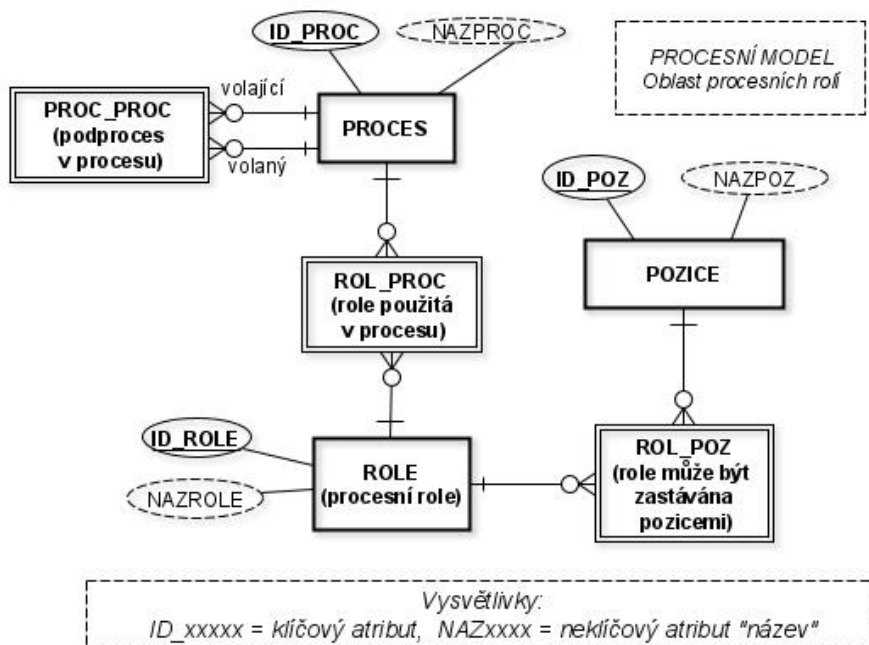 ID_PROC
NAZPROC
PROCESNÍ MODEL
Oblast procesních rolí
volající
PROC_PROC
(podproces
v procesu)
PROCES
volaný
ID_POZ
NAZPOZ
ROL_PROC
(role použitá
v procesu)
POZICE
ID_ROLE
NAZROLE
ROLE
(procesní role)
ROL_POZ
(role může být
zastávána
pozicemi)
Vysvětlivky:
ID_xxxxx = klíčový atribut, NAZxxxx = neklíčový atribut "název"